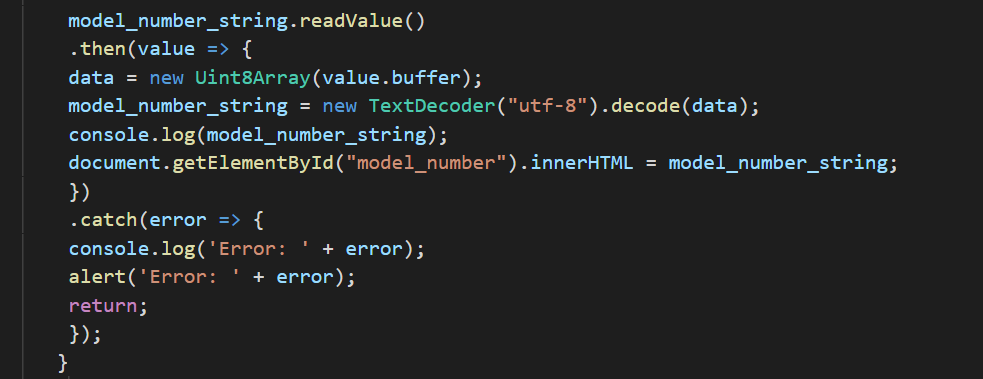 model_number_string.readValue()
.then(value => {
data = new Uint8Array(value.buffer);
model_number_string = new TextDecoder("utf-8").decode(data);
console.log(model_number_string);
document.getElementById("model_number").innerHTML = model_number_string;
})
.catch(error => {
console.log('Error: ' + error);
alert('Error: ' + error);
return;
});
}